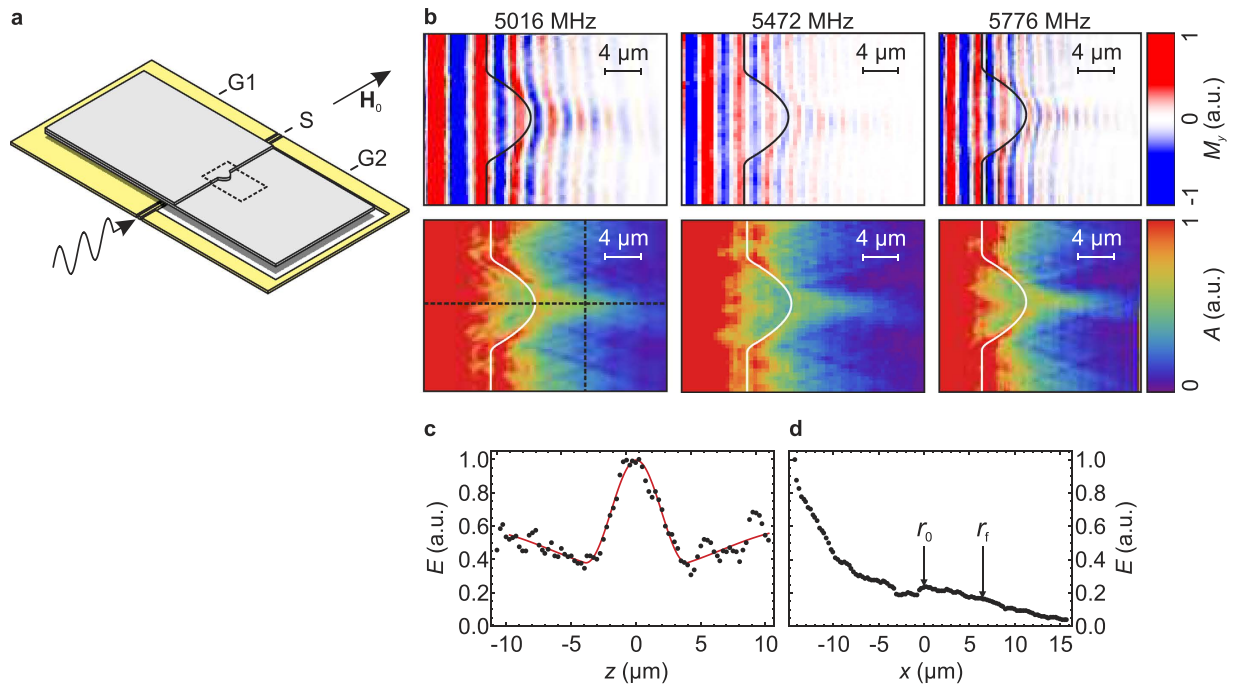 a
G1
S
G2
H₀
b
5016 MHz
5472 MHz
5776 MHz
4 µm
4 µm
4 µm
1
0
-1
M_y (a.u.)
4 µm
4 µm
4 µm
1
0
A (a.u.)
c
1.0
0.8
0.6
0.4
0.2
0.0
E (a.u.)
-10 -5 0 5 10
z (µm)
d
r₀
r_f
1.0
0.8
0.6
0.4
0.2
0.0
E (a.u.)
-10 -5 0 5 10 15
x (µm)